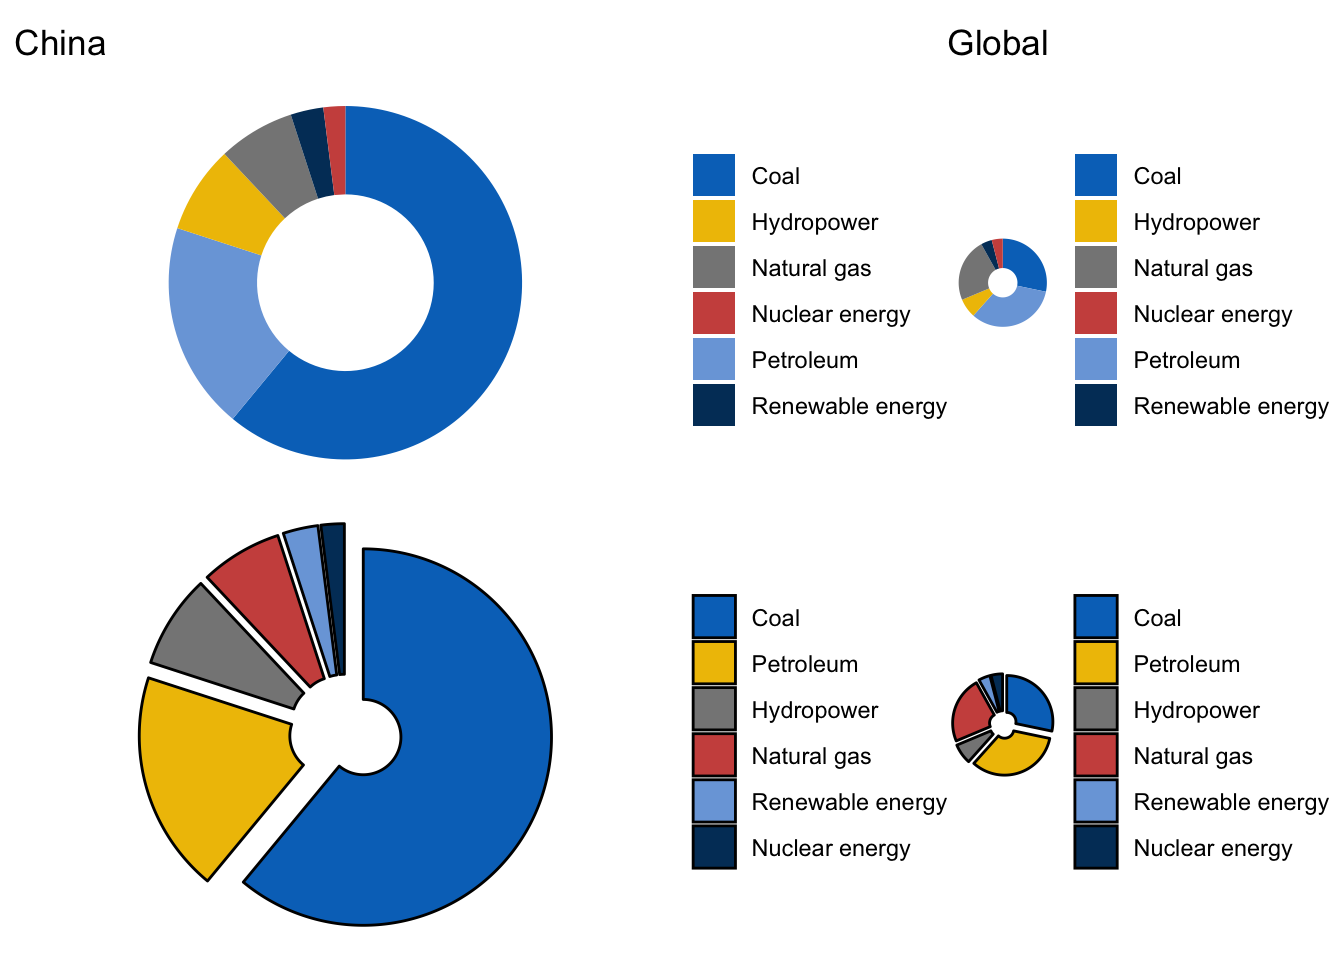 China
Global
Coal
Hydropower
Natural gas
Nuclear energy
Petroleum
Renewable energy
Coal
Hydropower
Natural gas
Nuclear energy
Petroleum
Renewable energy
Coal
Petroleum
Hydropower
Natural gas
Renewable energy
Nuclear energy
Coal
Petroleum
Hydropower
Natural gas
Renewable energy
Nuclear energy